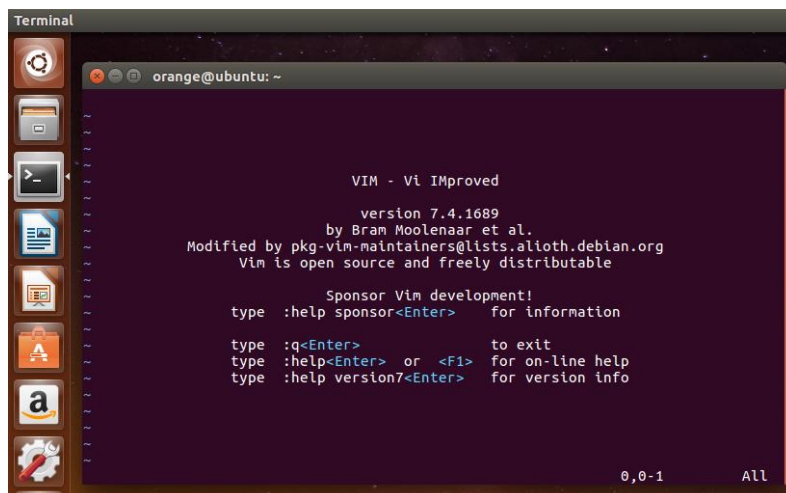 Terminal
orange@ubuntu: ~
~
~
~
~
~ VIM - Vi IMproved
~
~ version 7.4.1689
~ by Bram Moolenaar et al.
~ Modified by pkg-vim-maintainers@lists.alioth.debian.org
~ Vim is open source and freely distributable
~
~ Sponsor Vim development!
~ type :help sponsor<Enter> for information
~
~ type :q<Enter> to exit
~ type :help<Enter> or <F1> for on-line help
~ type :help version7<Enter> for version info
~
~
~
~
~
0,0-1 All
>_
A
a